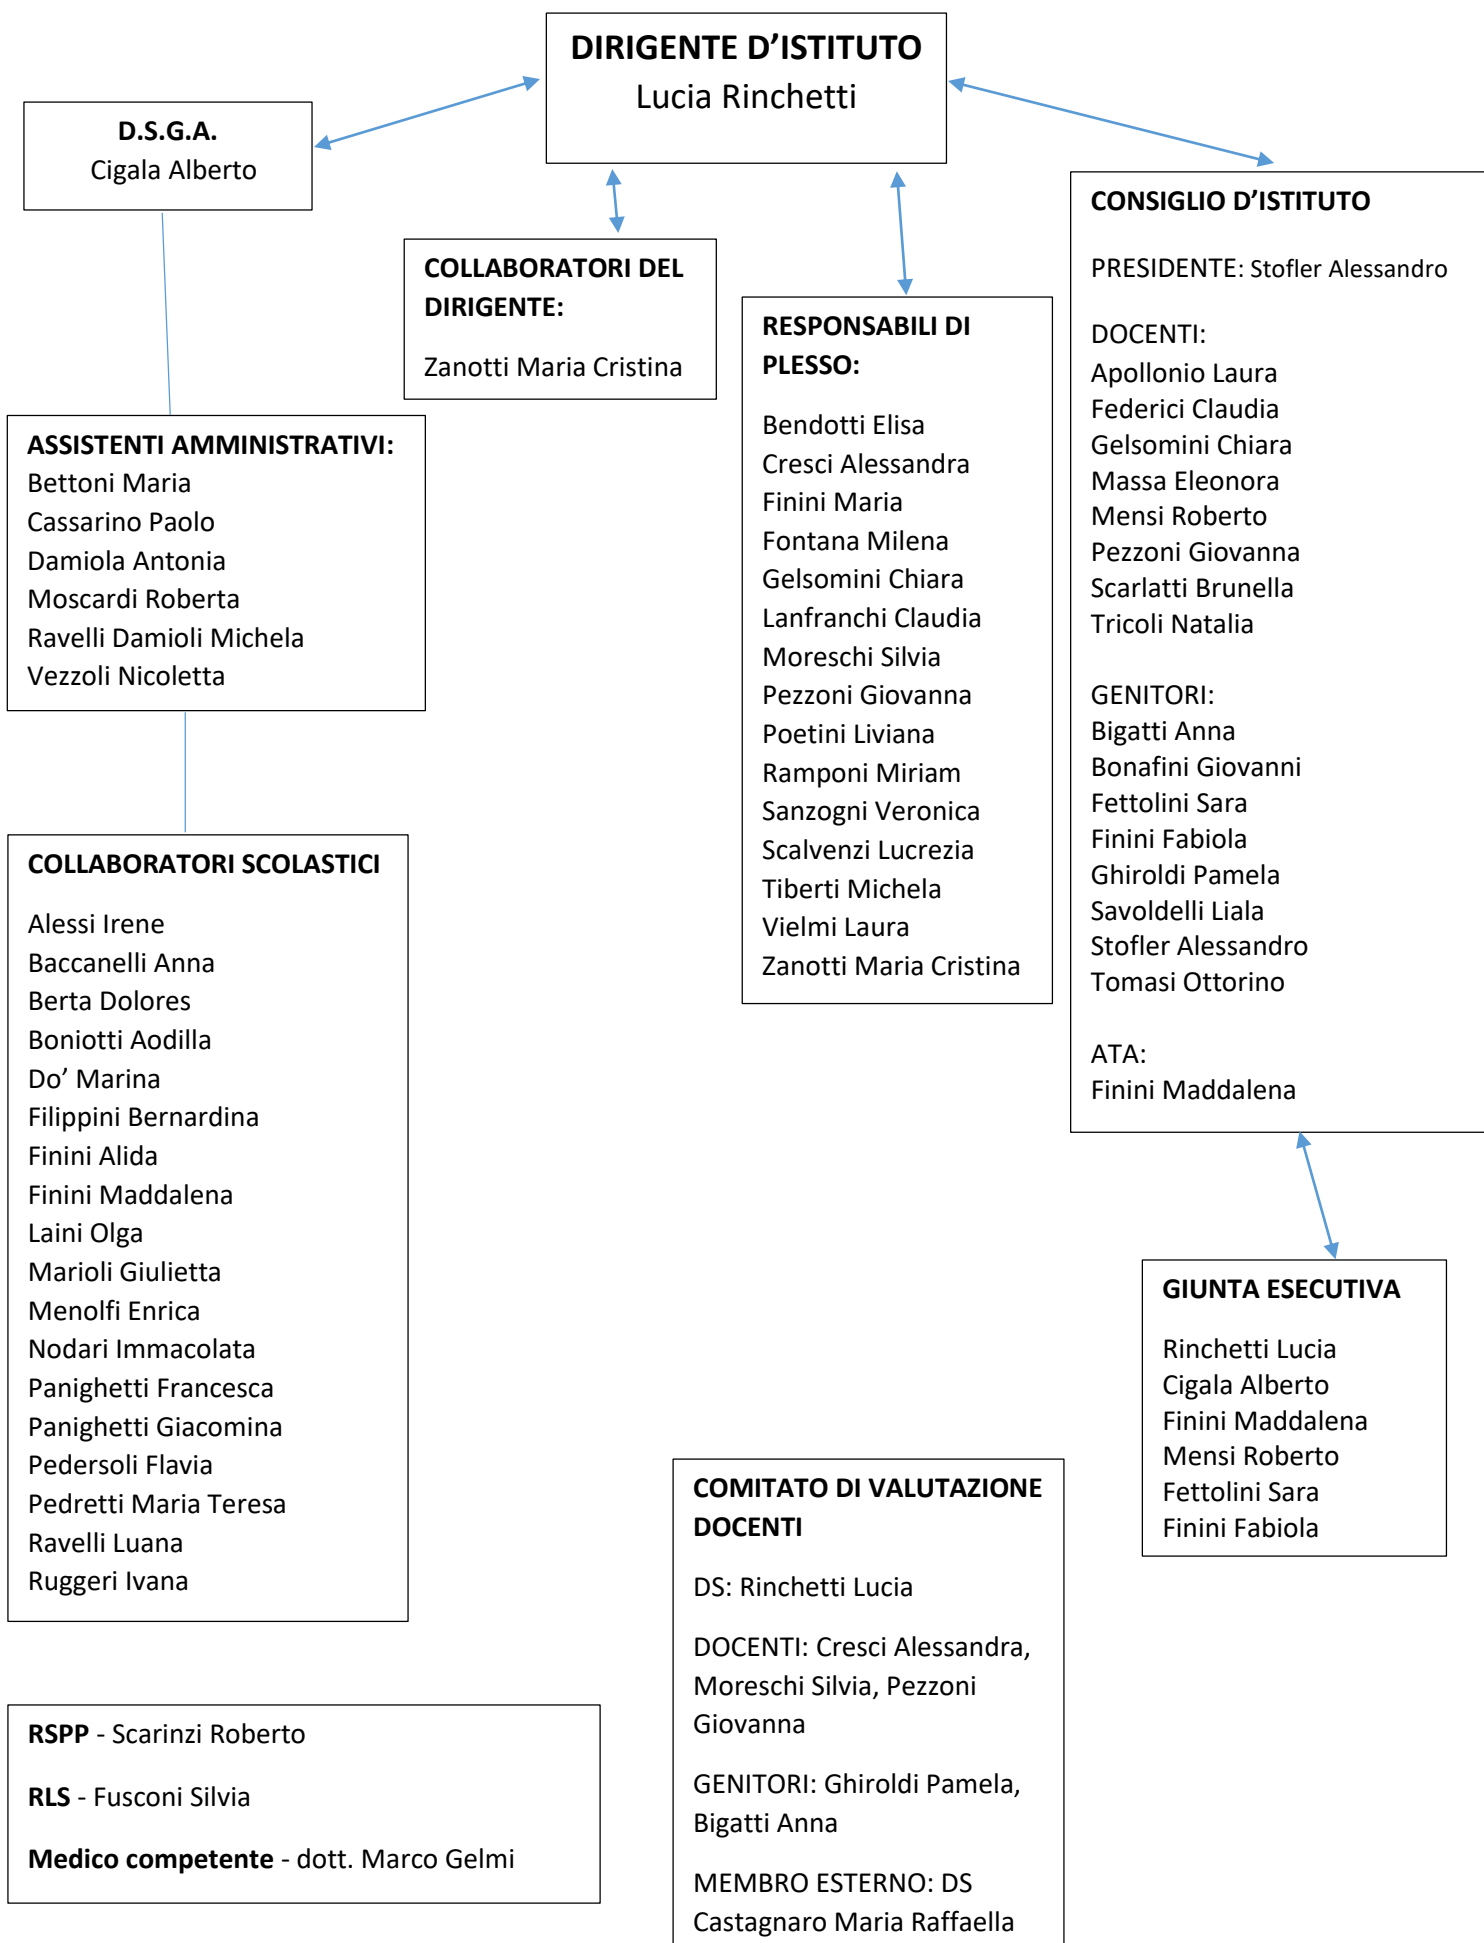 DIRIGENTE D’ISTITUTO
Lucia Rinchetti
D.S.G.A.
Cigala Alberto
COLLABORATORI DEL
DIRIGENTE:
Zanotti Maria Cristina
RESPONSABILI DI
PLESSO:
Bendotti Elisa
Cresci Alessandra
Finini Maria
Fontana Milena
Gelsomini Chiara
Lanfranchi Claudia
Moreschi Silvia
Pezzoni Giovanna
Poetini Liviana
Ramponi Miriam
Sanzogni Veronica
Scalvenzi Lucrezia
Tiberti Michela
Vielmi Laura
Zanotti Maria Cristina
CONSIGLIO D’ISTITUTO
PRESIDENTE: Stofler Alessandro
DOCENTI:
Apollonio Laura
Federici Claudia
Gelsomini Chiara
Massa Eleonora
Mensi Roberto
Pezzoni Giovanna
Scarlatti Brunella
Tricoli Natalia
GENITORI:
Bigatti Anna
Bonafini Giovanni
Fettolini Sara
Finini Fabiola
Ghiroldi Pamela
Savoldelli Liala
Stofler Alessandro
Tomasi Ottorino
ATA:
Finini Maddalena
ASSISTENTI AMMINISTRATIVI:
Bettoni Maria
Cassarino Paolo
Damiola Antonia
Moscardi Roberta
Ravelli Damioli Michela
Vezzoli Nicoletta
COLLABORATORI SCOLASTICI
Alessi Irene
Baccanelli Anna
Berta Dolores
Boniotti Aodilla
Do’ Marina
Filippini Bernardina
Finini Alida
Finini Maddalena
Laini Olga
Marioli Giulietta
Menolfi Enrica
Nodari Immacolata
Panighetti Francesca
Panighetti Giacomina
Pedersoli Flavia
Pedretti Maria Teresa
Ravelli Luana
Ruggeri Ivana
GIUNTA ESECUTIVA
Rinchetti Lucia
Cigala Alberto
Finini Maddalena
Mensi Roberto
Fettolini Sara
Finini Fabiola
COMITATO DI VALUTAZIONE
DOCENTI
DS: Rinchetti Lucia
DOCENTI: Cresci Alessandra,
Moreschi Silvia, Pezzoni
Giovanna
GENITORI: Ghiroldi Pamela,
Bigatti Anna
MEMBRO ESTERNO: DS
Castagnaro Maria Raffaella
RSPP - Scarinzi Roberto
RLS - Fusconi Silvia
Medico competente - dott. Marco Gelmi